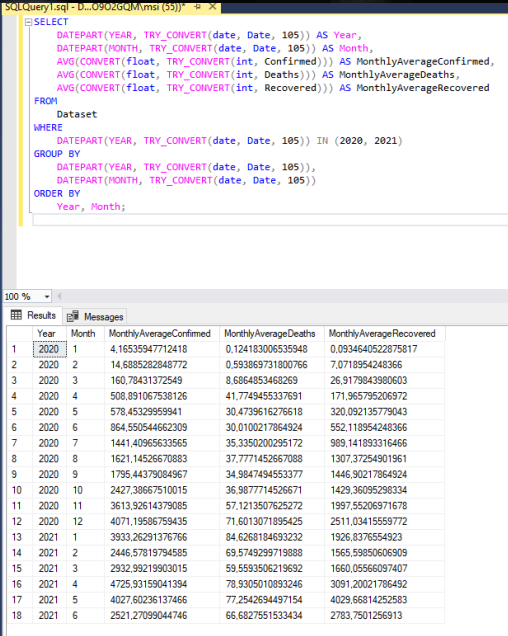 SQLQuery1.sql - D...O9O2GQM\msi (55))*
SELECT
DATEPART(YEAR, TRY_CONVERT(date, Date, 105)) AS Year,
DATEPART(MONTH, TRY_CONVERT(date, Date, 105)) AS Month,
AVG(CONVERT(float, TRY_CONVERT(int, Confirmed))) AS MonthlyAverageConfirmed,
AVG(CONVERT(float, TRY_CONVERT(int, Deaths))) AS MonthlyAverageDeaths,
AVG(CONVERT(float, TRY_CONVERT(int, Recovered))) AS MonthlyAverageRecovered
FROM
Dataset
WHERE
DATEPART(YEAR, TRY_CONVERT(date, Date, 105)) IN (2020, 2021)
GROUP BY
DATEPART(YEAR, TRY_CONVERT(date, Date, 105)),
DATEPART(MONTH, TRY_CONVERT(date, Date, 105))
ORDER BY
Year, Month;
100 %
Results Messages
Year Month MonthlyAverageConfirmed MonthlyAverageDeaths MonthlyAverageRecovered
1 2020 1 4,16535947712418 0,124183006535948 0,0934640522875817
2 2020 2 14,6885282848772 0,593869731800766 7,0718954248366
3 2020 3 160,78431372549 8,6864853468269 26,9179843980603
4 2020 4 508,891067538126 41,7749455337691 171,965795206972
5 2020 5 578,45329959941 30,4739616276618 320,092135779043
6 2020 6 864,550544662309 30,0100217864924 552,118954248366
7 2020 7 1441,40965635565 35,3350200295172 989,141893316466
8 2020 8 1621,14526670883 37,7771452667088 1307,37254901961
9 2020 9 1795,44379084967 34,9847494553377 1446,90217864924
10 2020 10 2427,38667510015 36,9877714526671 1429,36095298334
11 2020 11 3613,92614379085 57,1213507625272 1997,55206971678
12 2020 12 4071,19586759435 71,6013071895425 2511,03415559772
13 2021 1 3933,26291376766 84,6268184693232 1926,8376554923
14 2021 2 2446,57819794585 69,5749299719888 1565,59850606909
15 2021 3 2932,99219903015 59,5593506219692 1660,05566097407
16 2021 4 4725,93159041394 78,9305010893246 3091,20021786492
17 2021 5 4027,60236137466 77,2542694497154 4029,66814252583
18 2021 6 2521,27099044746 66,6827551533434 2783,7501256913